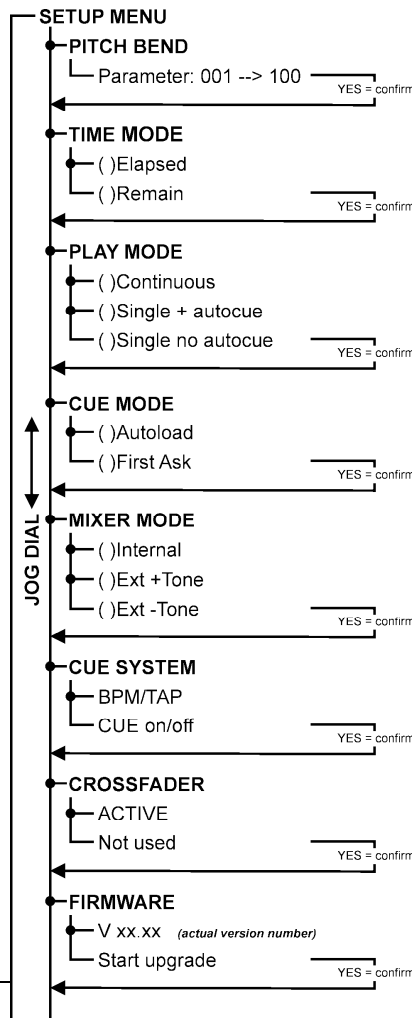 SETUP MENU
PITCH BEND
Parameter: 001 --> 100
YES = confirm
TIME MODE
( )Elapsed
( )Remain
YES = confirm
PLAY MODE
( )Continuous
( )Single + autocue
( )Single no autocue
YES = confirm
CUE MODE
( )Autoload
( )First Ask
YES = confirm
JOG DIAL
MIXER MODE
( )Internal
( )Ext +Tone
( )Ext -Tone
YES = confirm
CUE SYSTEM
BPM/TAP
CUE on/off
YES = confirm
CROSSFADER
ACTIVE
Not used
YES = confirm
FIRMWARE
V xx.xx (actual version number)
Start upgrade
YES = confirm